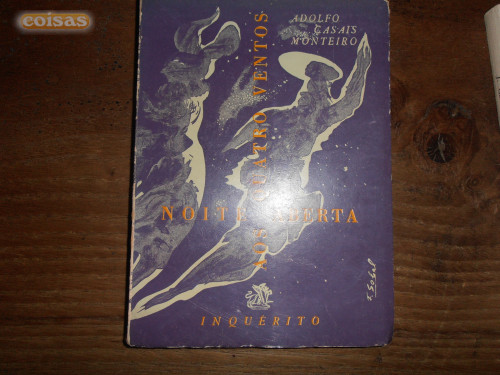 coisas
ADOLFO
CASAIS
MONTEIRO
NOITE ABERTA
AOS QUATRO VENTOS
INQUÉRITO